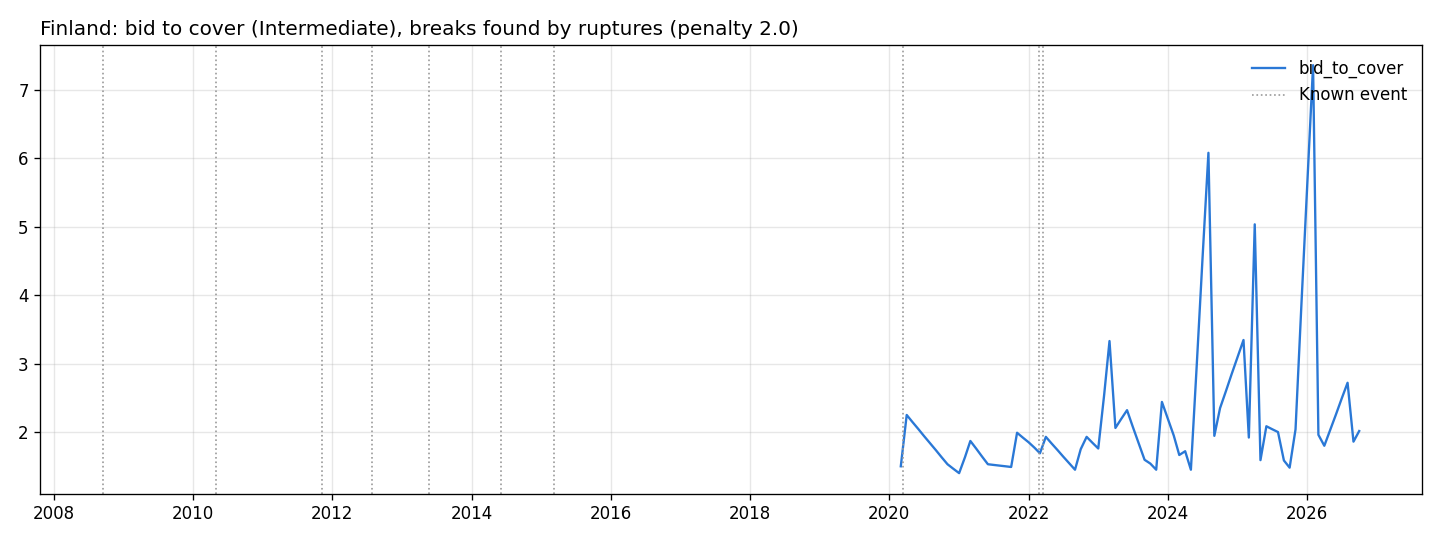 Finland: bid to cover (Intermediate), breaks found by ruptures (penalty 2.0)
bid_to_cover
Known event
7
6
5
4
3
2
2008 2010 2012 2014 2016 2018 2020 2022 2024 2026